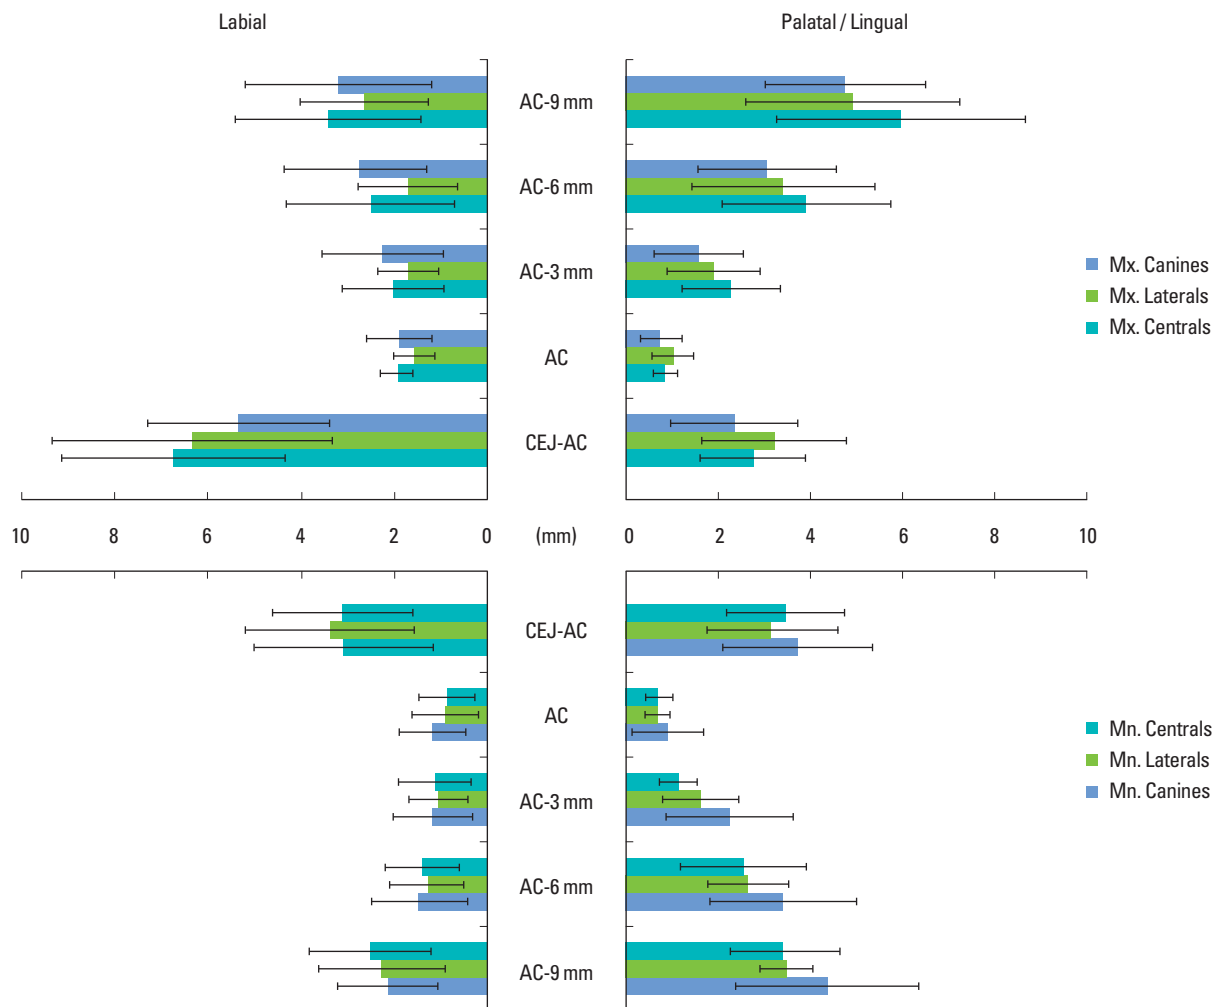 Labial
Palatal / Lingual
AC-9 mm
AC-6 mm
AC-3 mm
AC
CEJ-AC
Mx. Canines
Mx. Laterals
Mx. Centrals
10 8 6 4 2 0 (mm) 0 2 4 6 8 10
CEJ-AC
AC
AC-3 mm
AC-6 mm
AC-9 mm
Mn. Centrals
Mn. Laterals
Mn. Canines